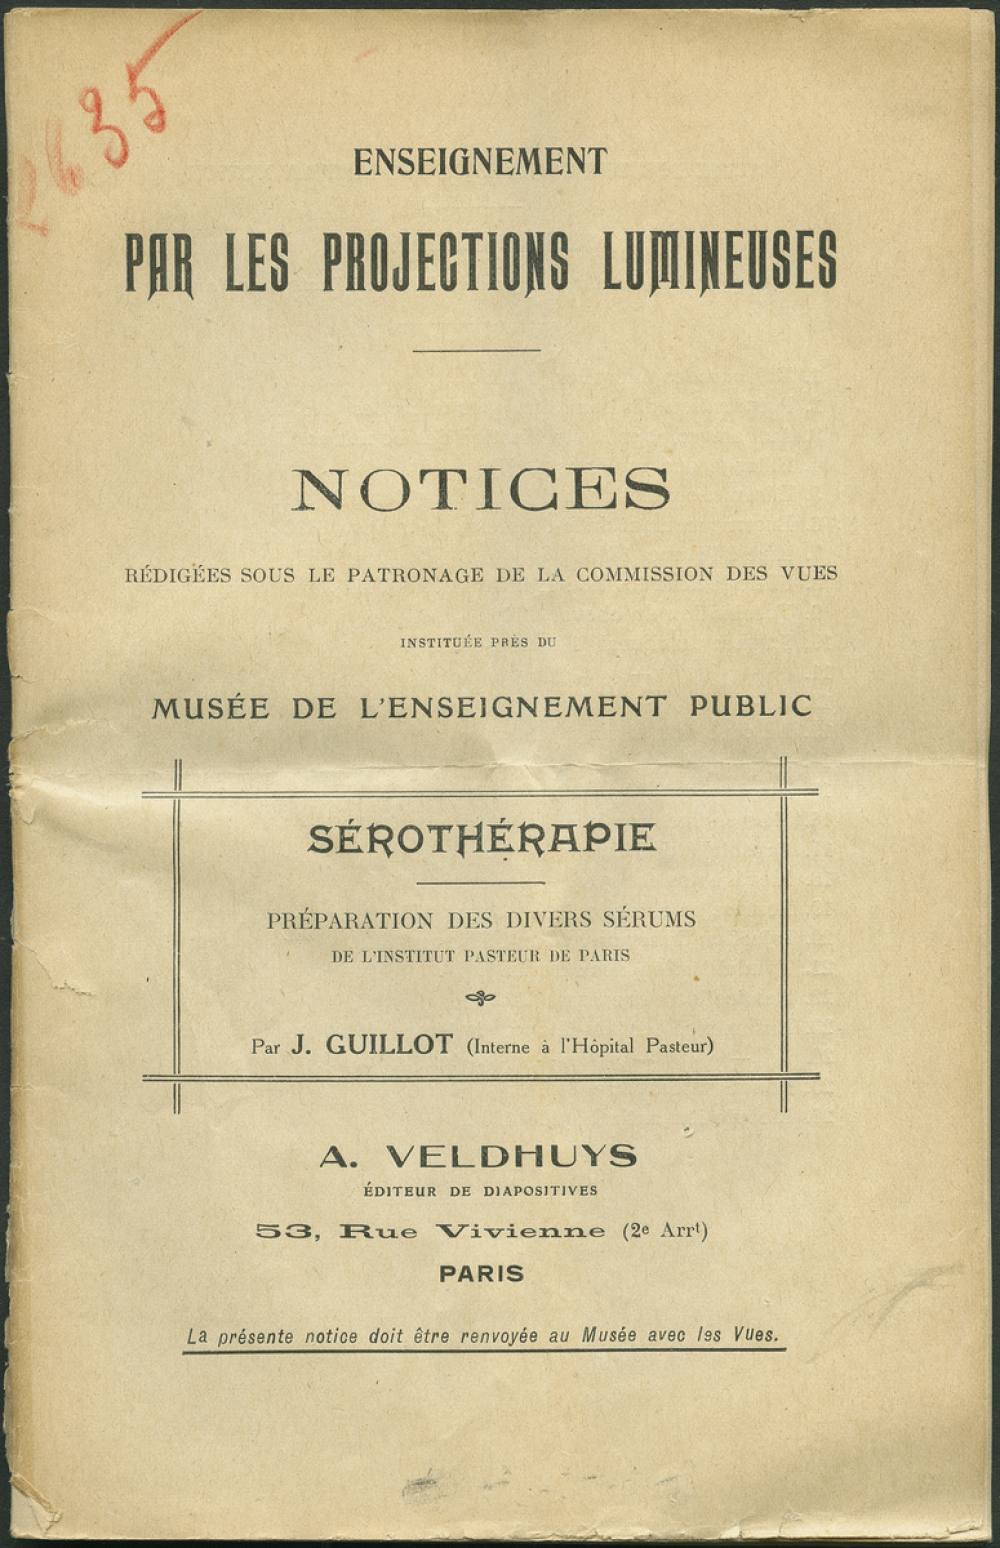 2635
ENSEIGNEMENT
PAR LES PROJECTIONS LUMINEUSES
NOTICES
RÉDIGÉES SOUS LE PATRONAGE DE LA COMMISSION DES VUES
INSTITUÉE PRÈS DU
MUSÉE DE L'ENSEIGNEMENT PUBLIC
SÉROTHÉRAPIE
PRÉPARATION DES DIVERS SÉRUMS
DE L'INSTITUT PASTEUR DE PARIS
Par J. GUILLOT (Interne à l'Hôpital Pasteur)
A. VELDHUYS
ÉDITEUR DE DIAPOSITIVES
53, Rue Vivienne (2e Arrt)
PARIS
La présente notice doit être renvoyée au Musée avec les Vues.